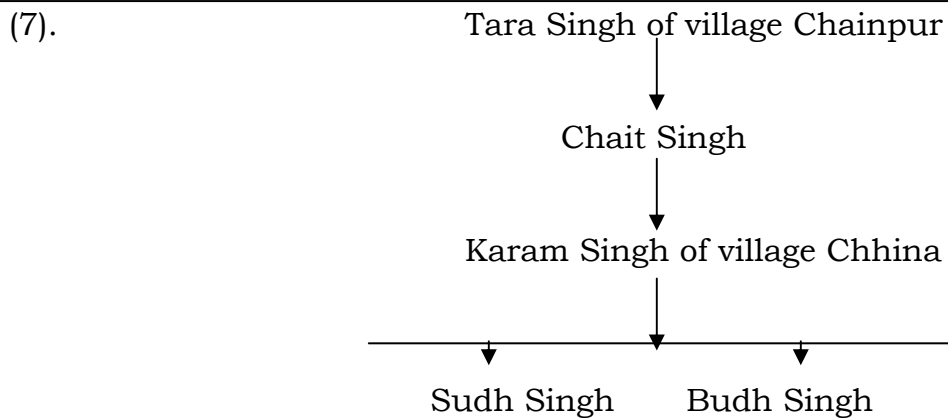 (7). Tara Singh of village Chainpur
Chait Singh
Karam Singh of village Chhina
Sudh Singh Budh Singh